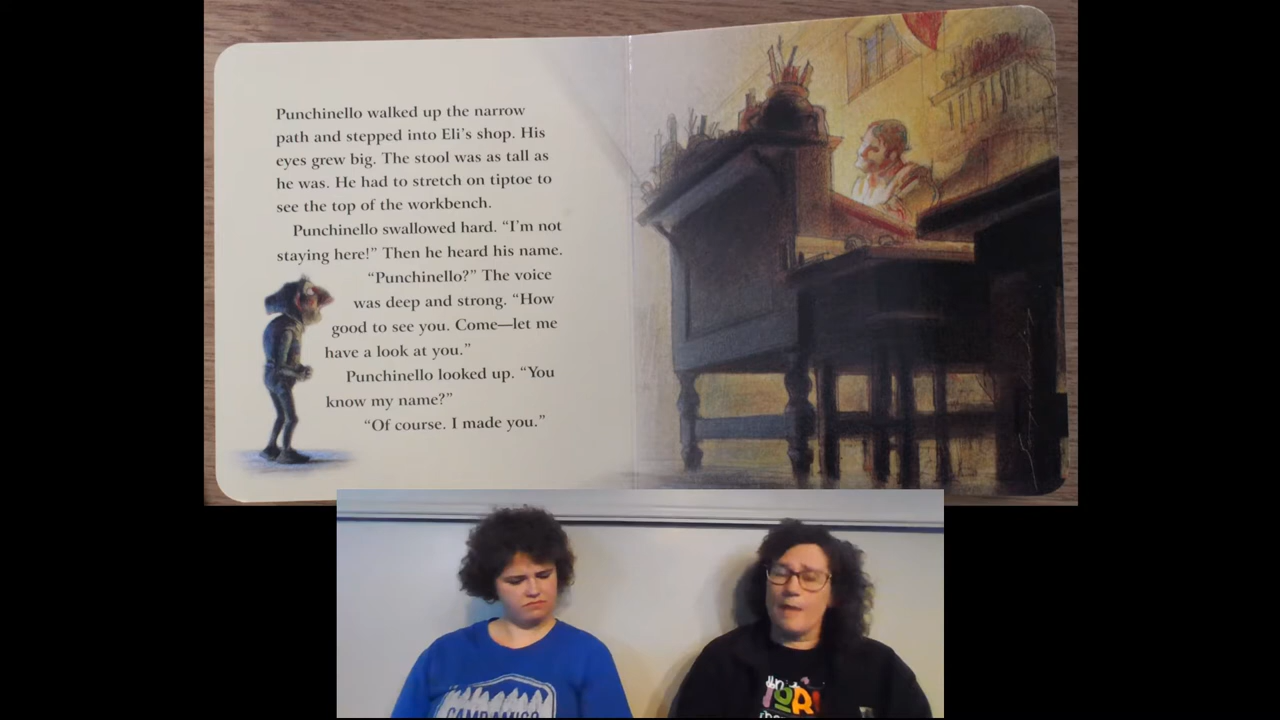 Punchinello walked up the narrow
path and stepped into Eli's shop. His
eyes grew big. The stool was as tall as
he was. He had to stretch on tiptoe to
see the top of the workbench.
Punchinello swallowed hard. “I'm not
staying here!” Then he heard his name.
“Punchinello?” The voice
was deep and strong. “How
good to see you. Come—let me
have a look at you.”
Punchinello looked up. “You
know my name?”
“Of course. I made you.”